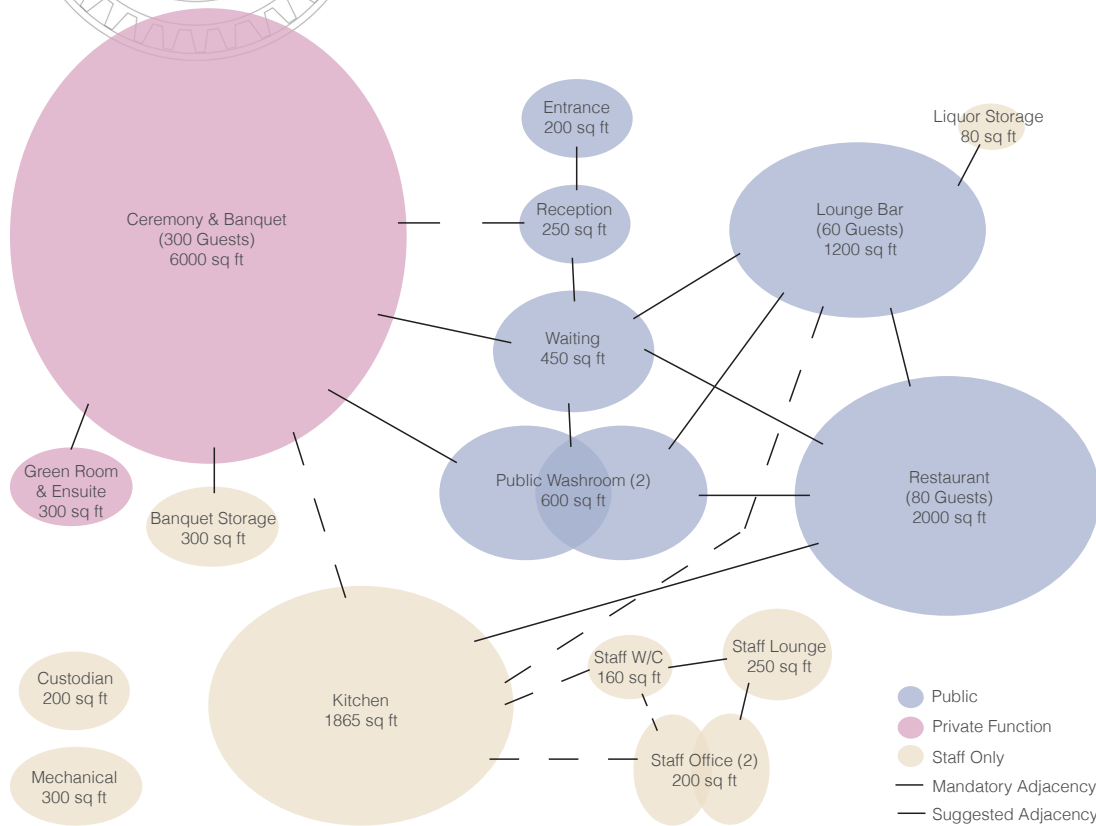 Entrance
200 sq ft
Liquor Storage
80 sq ft
Ceremony & Banquet
(300 Guests)
6000 sq ft
Reception
250 sq ft
Lounge Bar
(60 Guests)
1200 sq ft
Waiting
450 sq ft
Green Room
& Ensuite
300 sq ft
Banquet Storage
300 sq ft
Public Washroom (2)
600 sq ft
Restaurant
(80 Guests)
2000 sq ft
Custodian
200 sq ft
Kitchen
1865 sq ft
Staff W/C
160 sq ft
Staff Lounge
250 sq ft
Mechanical
300 sq ft
Staff Office (2)
200 sq ft
Public
Private Function
Staff Only
Mandatory Adjacency
Suggested Adjacency